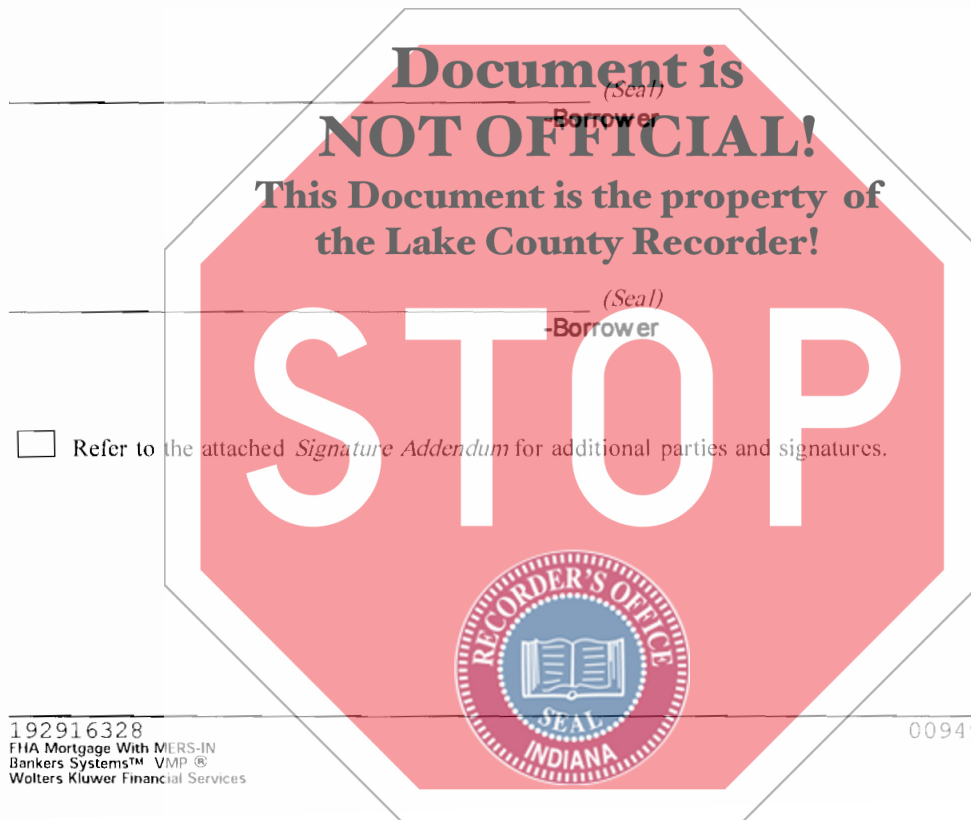 Document is
(Seal)
-Borrower
NOT OFFICIAL!
This Document is the property of
the Lake County Recorder!
(Seal)
-Borrower
STOP
Refer to the attached Signature Addendum for additional parties and signatures.
RECORDER'S OFFICE
SEAL
INDIANA
192916328
0094
FHA Mortgage With MERS-IN
Bankers Systems™ VMP ®
Wolters Kluwer Financial Services